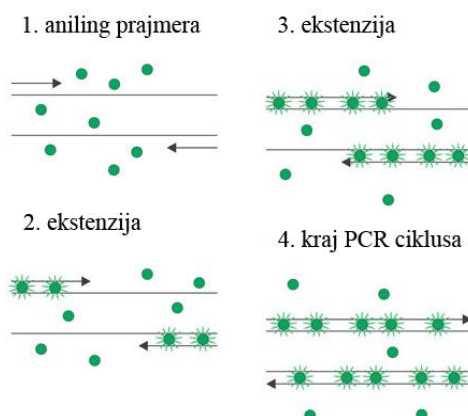 1. aniling prajmera
2. ekstenzija
3. ekstenzija
4. kraj PCR ciklusa